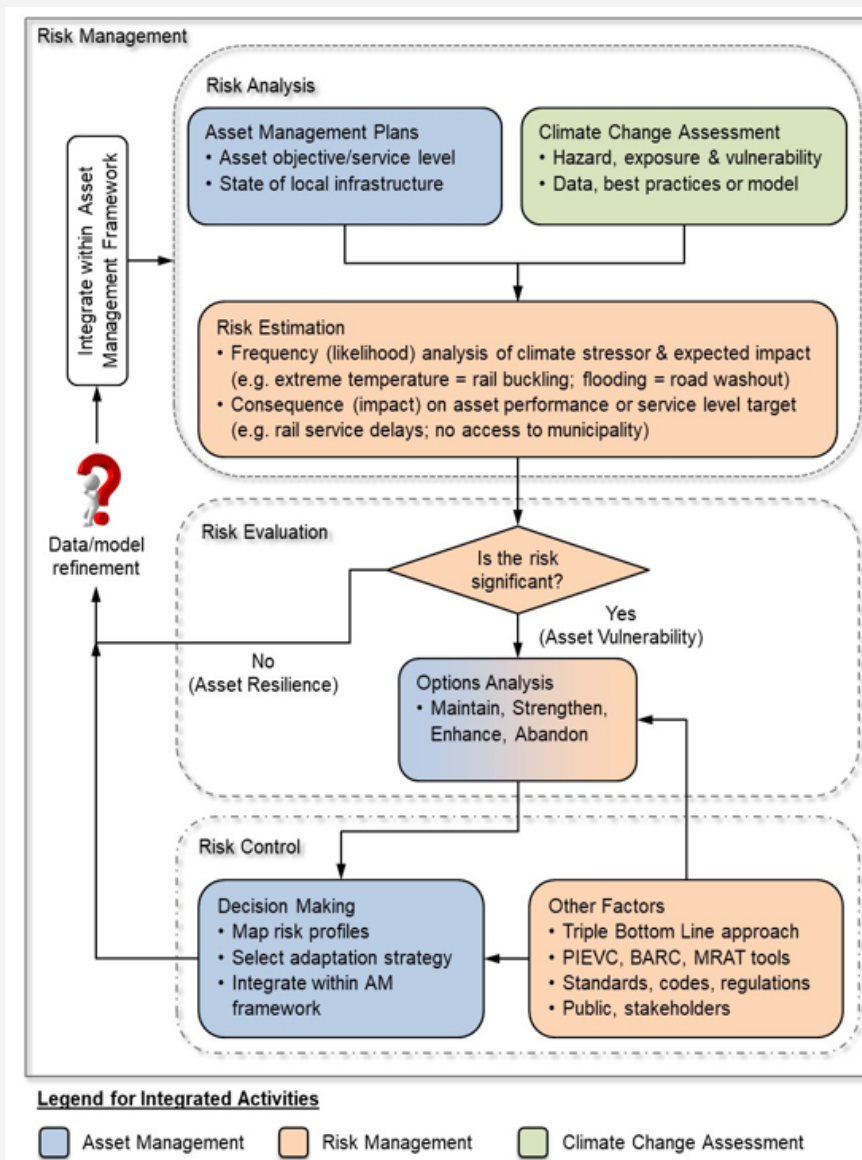 Risk Management
Risk Analysis
Asset Management Plans
• Asset objective/service level
• State of local infrastructure
Climate Change Assessment
• Hazard, exposure & vulnerability
• Data, best practices or model
Integrate within Asset
Management Framework
Risk Estimation
• Frequency (likelihood) analysis of climate stressor & expected impact
(e.g. extreme temperature = rail buckling; flooding = road washout)
• Consequence (impact) on asset performance or service level target
(e.g. rail service delays; no access to municipality)
?
Data/model
refinement
Risk Evaluation
Is the risk
significant?
Yes
(Asset Vulnerability)
No
(Asset Resilience)
Options Analysis
• Maintain, Strengthen,
Enhance, Abandon
Risk Control
Decision Making
• Map risk profiles
• Select adaptation strategy
• Integrate within AM
framework
Other Factors
• Triple Bottom Line approach
• PIEVC, BARC, MRAT tools
• Standards, codes, regulations
• Public, stakeholders
Legend for Integrated Activities
Asset Management
Risk Management
Climate Change Assessment